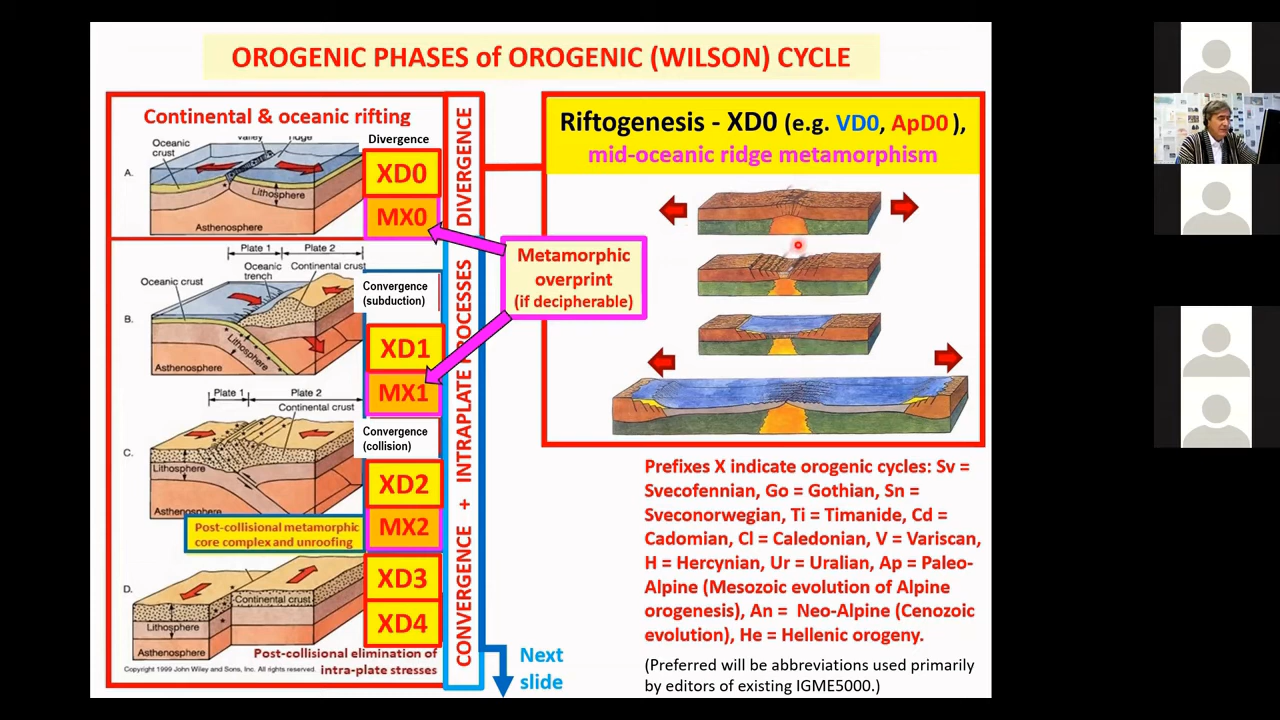 OROGENIC PHASES of OROGENIC (WILSON) CYCLE
Continental & oceanic rifting
Divergence
valley
ridge
Oceanic
crust
A.
Lithosphere
Asthenosphere
XD0
MX0
DIVERGENCE
Plate 1
Plate 2
Oceanic
trench
Continental crust
Oceanic crust
B.
Lithosphere
Asthenosphere
Convergence
(subduction)
XD1
MX1
Plate 1
Plate 2
Continental crust
C.
Lithosphere
Asthenosphere
Convergence
(collision)
XD2
MX2
Post-collisional metamorphic
core complex and unroofing
XD3
XD4
D.
Continental crust
Lithosphere
Asthenosphere
Post-collisional elimination of
intra-plate stresses
Copyright 1999 John Wiley and Sons, Inc. All rights reserved.
CONVERGENCE + INTRAPLATE PROCESSES
Metamorphic
overprint
(if decipherable)
Next
slide
Riftogenesis - XD0 (e.g. VD0, ApD0 ),
mid-oceanic ridge metamorphism
Prefixes X indicate orogenic cycles: Sv =
Svecofennian, Go = Gothian, Sn =
Sveconorwegian, Ti = Timanide, Cd =
Cadomian, Cl = Caledonian, V = Variscan,
H = Hercynian, Ur = Uralian, Ap = Paleo-
Alpine (Mesozoic evolution of Alpine
orogenesis), An = Neo-Alpine (Cenozoic
evolution), He = Hellenic orogeny.
(Preferred will be abbreviations used primarily
by editors of existing IGME5000.)